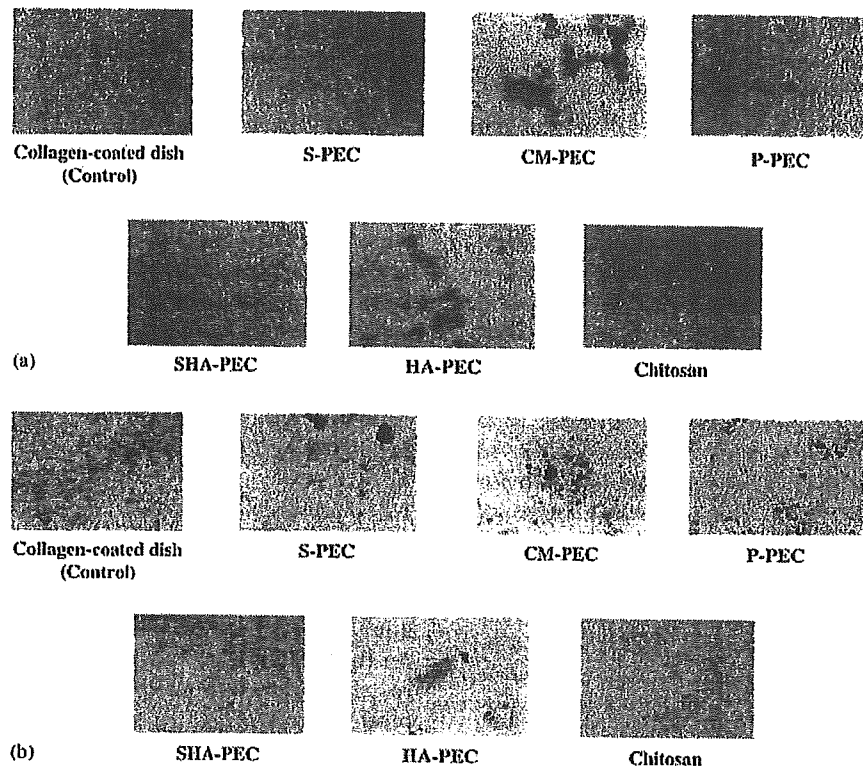 Collagen-coated dish
(Control)
S-PEC
CM-PEC
P-PEC
(a)
SHA-PEC
HA-PEC
Chitosan
Collagen-coated dish
(Control)
S-PEC
CM-PEC
P-PEC
(b)
SHA-PEC
HA-PEC
Chitosan